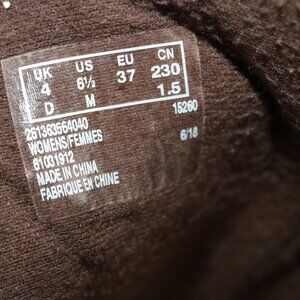 UK US EU CN
4 6½ 37 230
D M 1.5
15260
261363564040
WOMENS/FEMMES
61031912 6/18
MADE IN CHINA
FABRIQUE EN CHINE